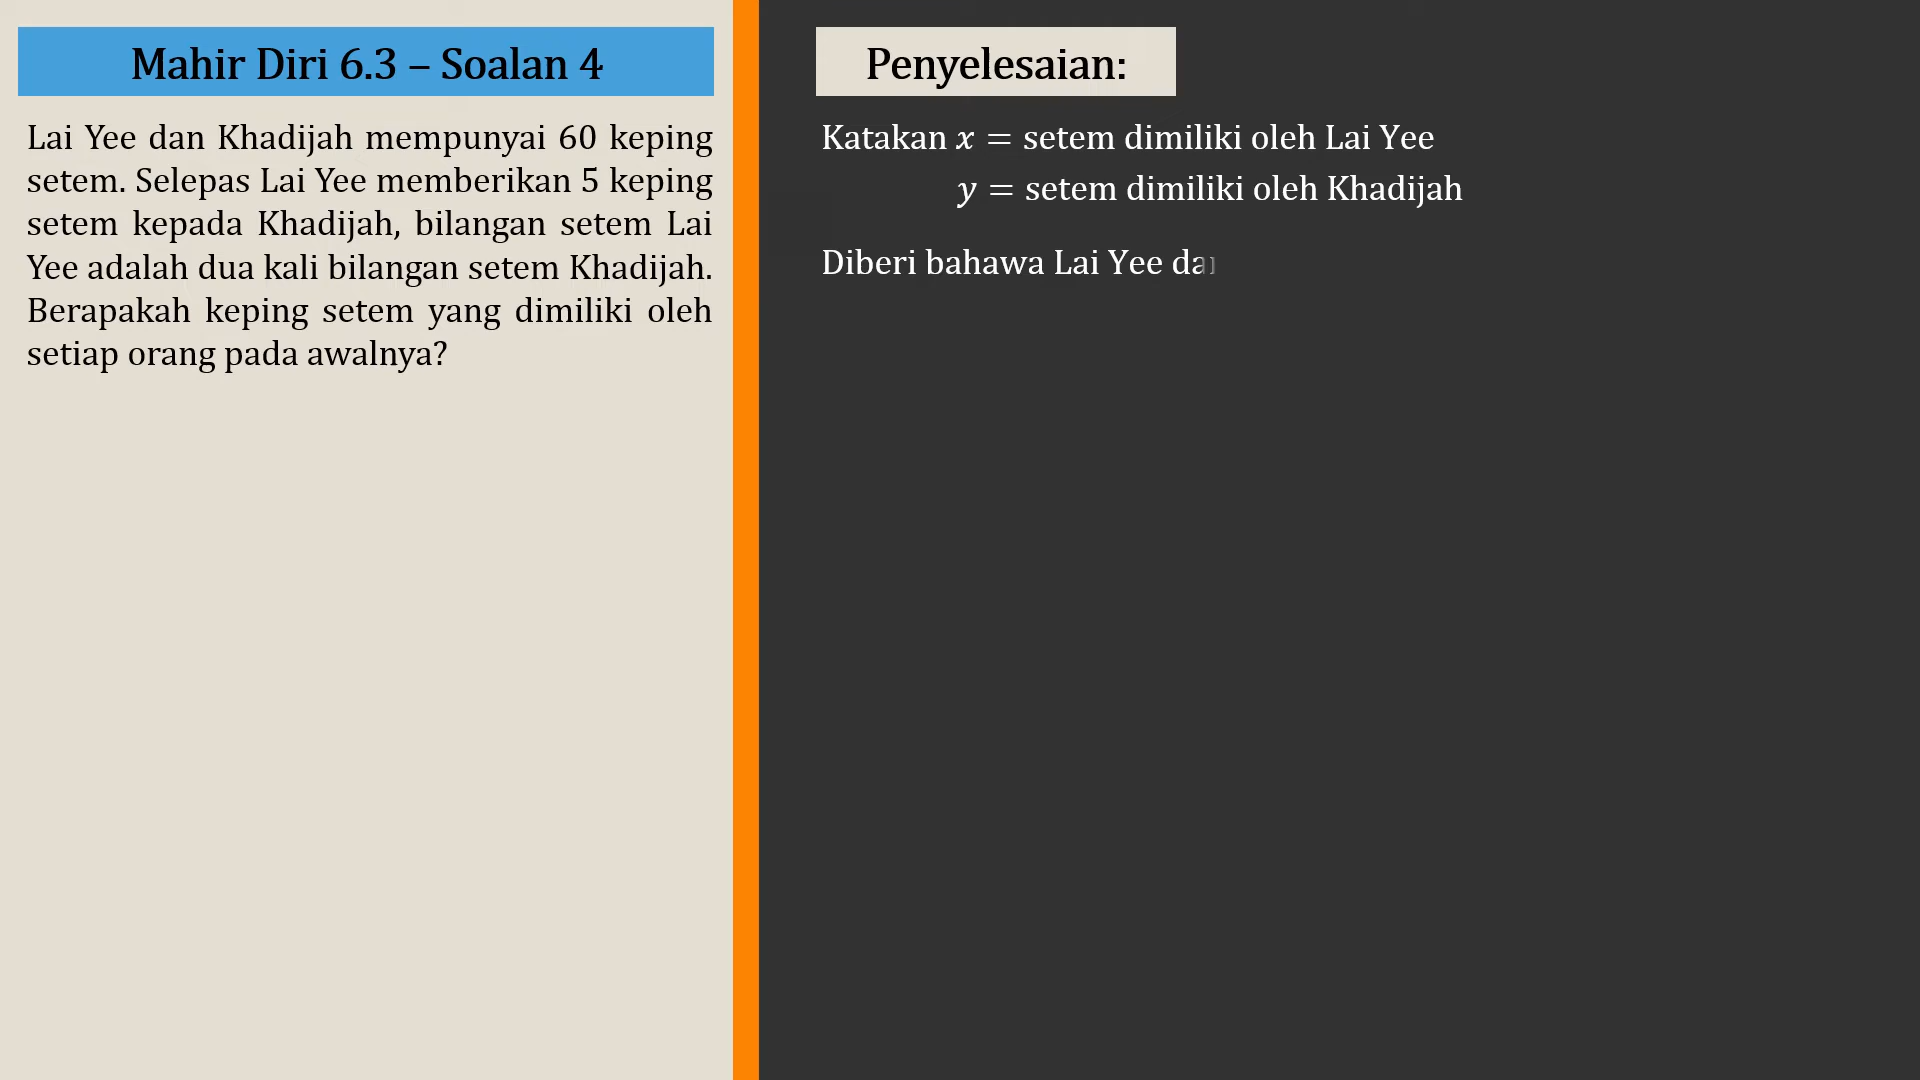 Mahir Diri 6.3 – Soalan 4
Lai Yee dan Khadijah mempunyai 60 keping
setem. Selepas Lai Yee memberikan 5 keping
setem kepada Khadijah, bilangan setem Lai
Yee adalah dua kali bilangan setem Khadijah.
Berapakah keping setem yang dimiliki oleh
setiap orang pada awalnya?
Penyelesaian:
Katakan x = setem dimiliki oleh Lai Yee
y = setem dimiliki oleh Khadijah
Diberi bahawa Lai Yee